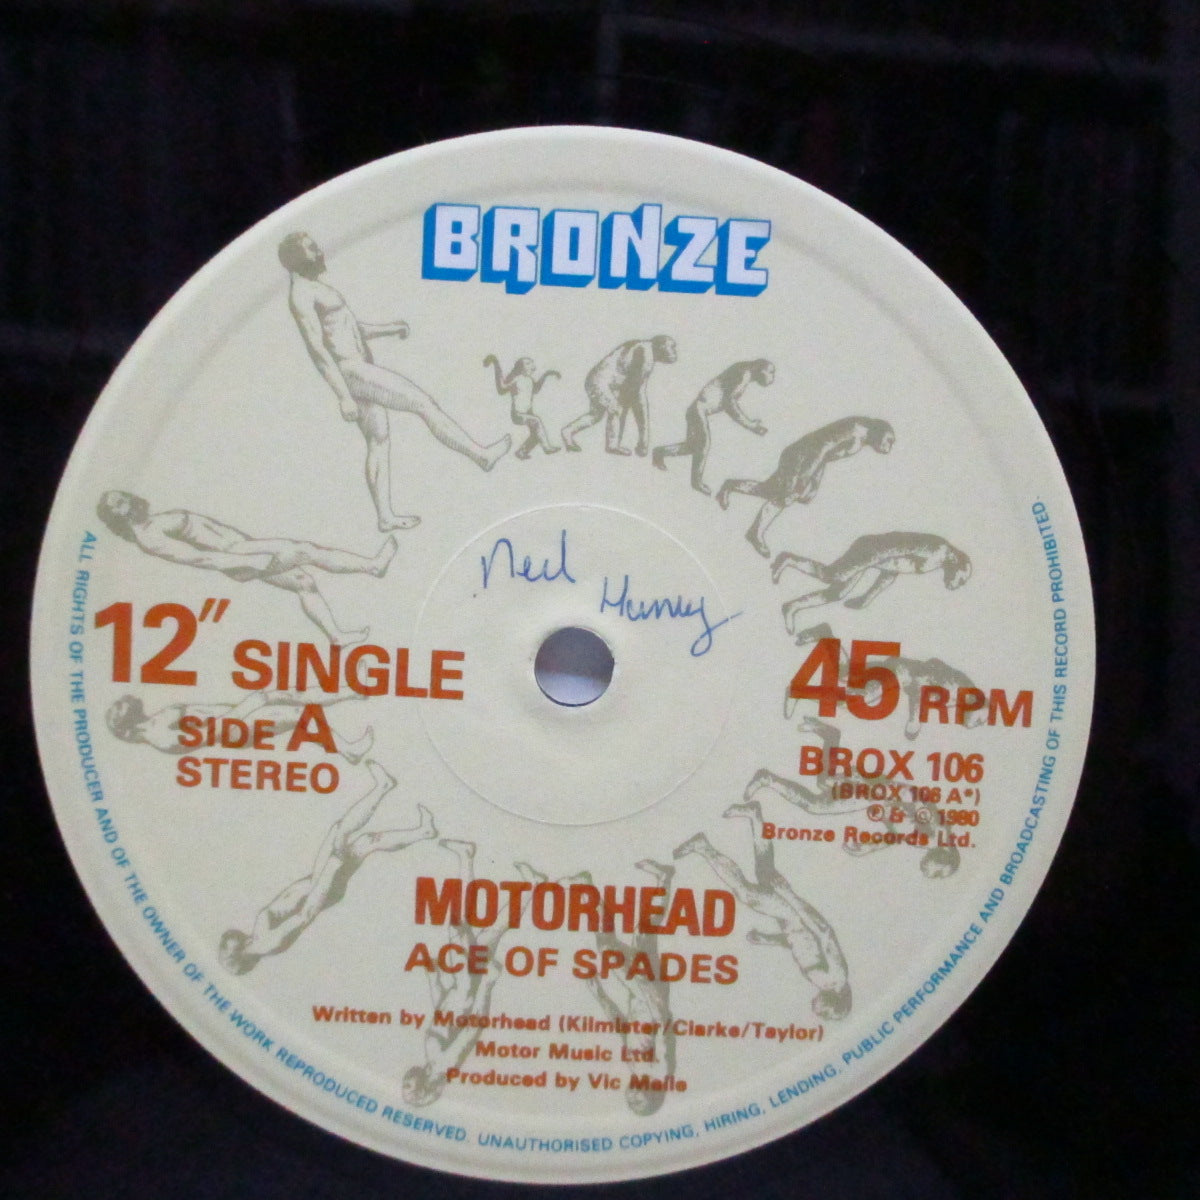 BRONZE
12" SINGLE
SIDE A
STEREO
45 RPM
BROX 106
(BROX 106 A*)
℗ & © 1980
Bronze Records Ltd.
MOTORHEAD
ACE OF SPADES
Written by Motorhead (Kilmister/Clarke/Taylor)
Motor Music Ltd.
Produced by Vic Maile
ALL RIGHTS OF THE PRODUCER AND OF THE OWNER OF THE WORK REPRODUCED RESERVED. UNAUTHORISED COPYING, HIRING, LENDING, PUBLIC PERFORMANCE AND BROADCASTING OF THIS RECORD PROHIBITED.